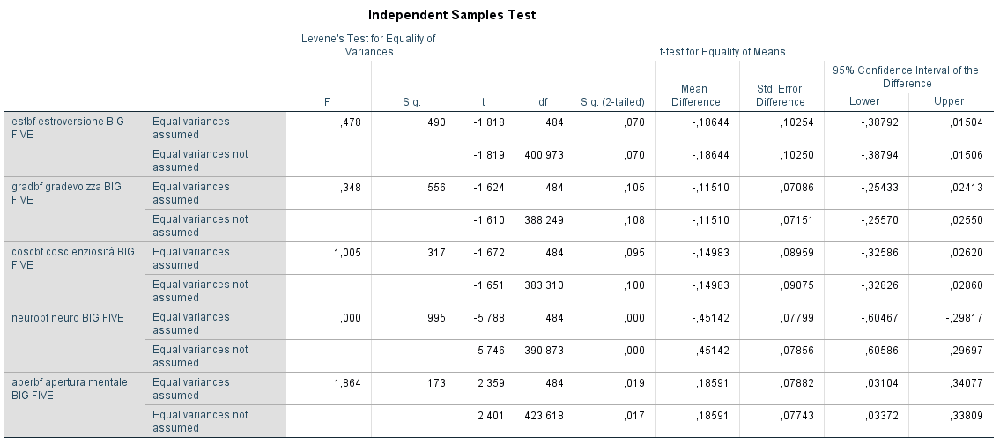 Independent Samples Test
Levene's Test for Equality of
Variances
t-test for Equality of Means
F
Sig.
t
df
Sig. (2-tailed)
Mean
Difference
Std. Error
Difference
95% Confidence Interval of the
Difference
Lower
Upper
estbf estroversione BIG
FIVE
Equal variances
assumed
,478 ,490 -1,818 484 ,070 -,18644 ,10254 -,38792 ,01504
Equal variances not
assumed
-1,819 400,973 ,070 -,18644 ,10250 -,38794 ,01506
gradbf gradevolzza BIG
FIVE
Equal variances
assumed
,348 ,556 -1,624 484 ,105 -,11510 ,07086 -,25433 ,02413
Equal variances not
assumed
-1,610 388,249 ,108 -,11510 ,07151 -,25570 ,02550
coscbf coscienziosità BIG
FIVE
Equal variances
assumed
1,005 ,317 -1,672 484 ,095 -,14983 ,08959 -,32586 ,02620
Equal variances not
assumed
-1,651 383,310 ,100 -,14983 ,09075 -,32826 ,02860
neurobf neuro BIG FIVE
Equal variances
assumed
,000 ,995 -5,788 484 ,000 -,45142 ,07799 -,60467 -,29817
Equal variances not
assumed
-5,746 390,873 ,000 -,45142 ,07856 -,60586 -,29697
aperbf apertura mentale
BIG FIVE
Equal variances
assumed
1,864 ,173 2,359 484 ,019 ,18591 ,07882 ,03104 ,34077
Equal variances not
assumed
2,401 423,618 ,017 ,18591 ,07743 ,03372 ,33809